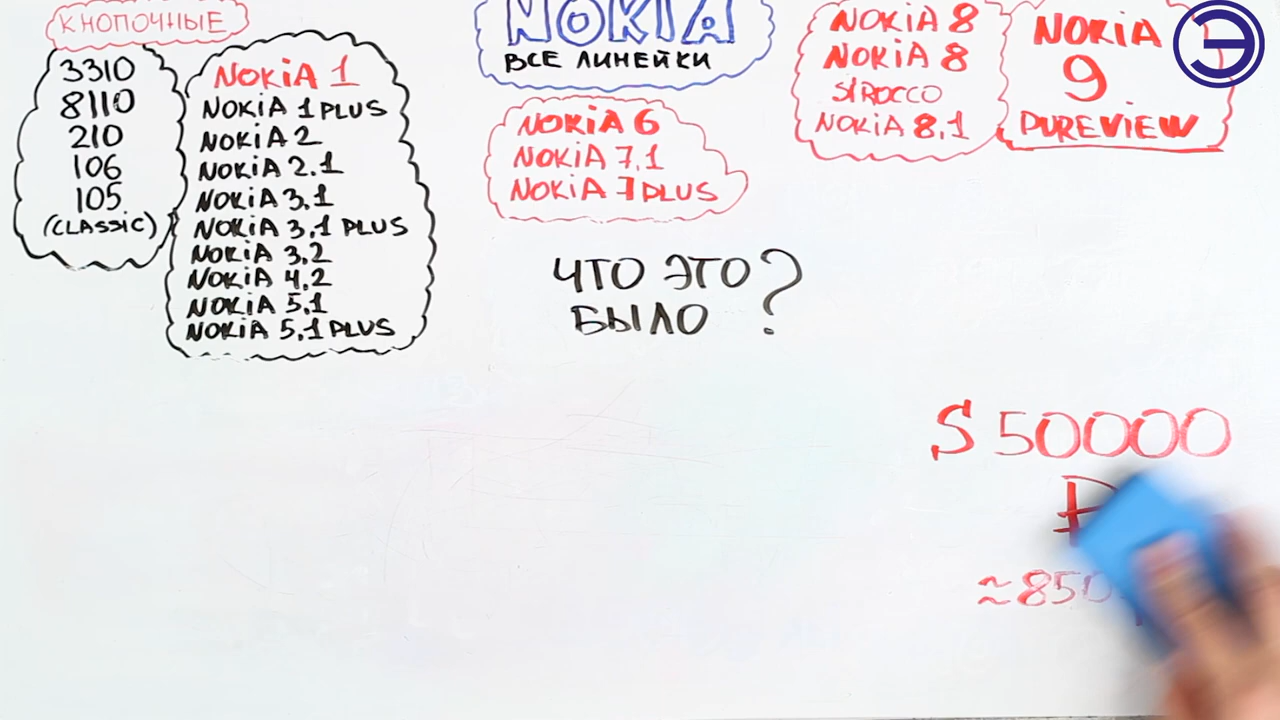 КНОПОЧНЫЕ
3310
8110
210
106
105
(CLASSIC)
NOKIA 1
NOKIA 1 PLUS
NOKIA 2
NOKIA 2.1
NOKIA 3.1
NOKIA 3.1 PLUS
NOKIA 3.2
NOKIA 4.2
NOKIA 5.1
NOKIA 5.1 PLUS
NOKIA
ВСЕ ЛИНЕЙКИ
NOKIA 6
NOKIA 7.1
NOKIA 7 PLUS
ЧТО ЭТО
БЫЛО ?
NOKIA 8
NOKIA 8
SIROCCO
NOKIA 8.1
NOKIA
9
PUREVIEW
Э
$ 50000
≈850